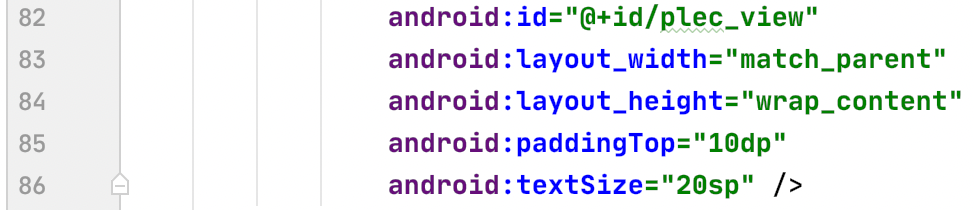 82 android:id="@+id/plec_view"
83 android:layout_width="match_parent"
84 android:layout_height="wrap_content"
85 android:paddingTop="10dp"
86 android:textSize="20sp" />